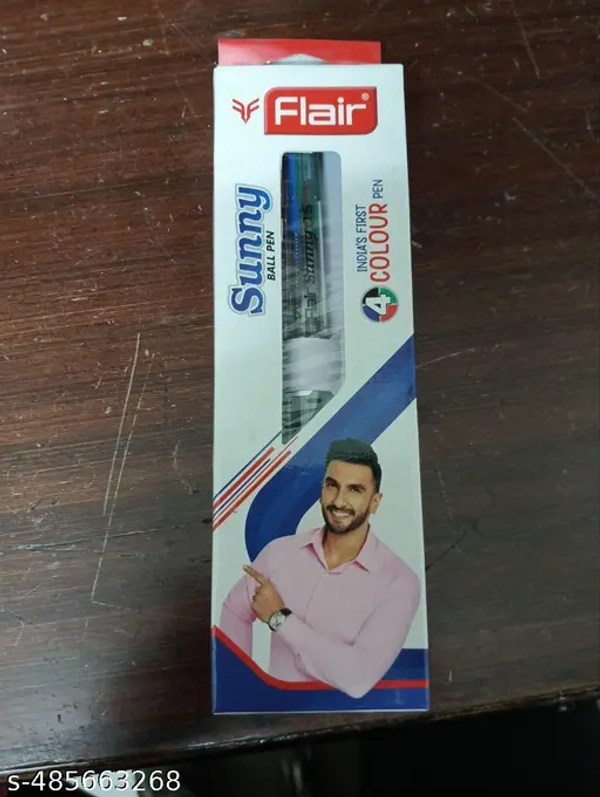 Flair®
Sunny
BALL PEN
INDIA'S FIRST
4 COLOUR PEN
s-485663268